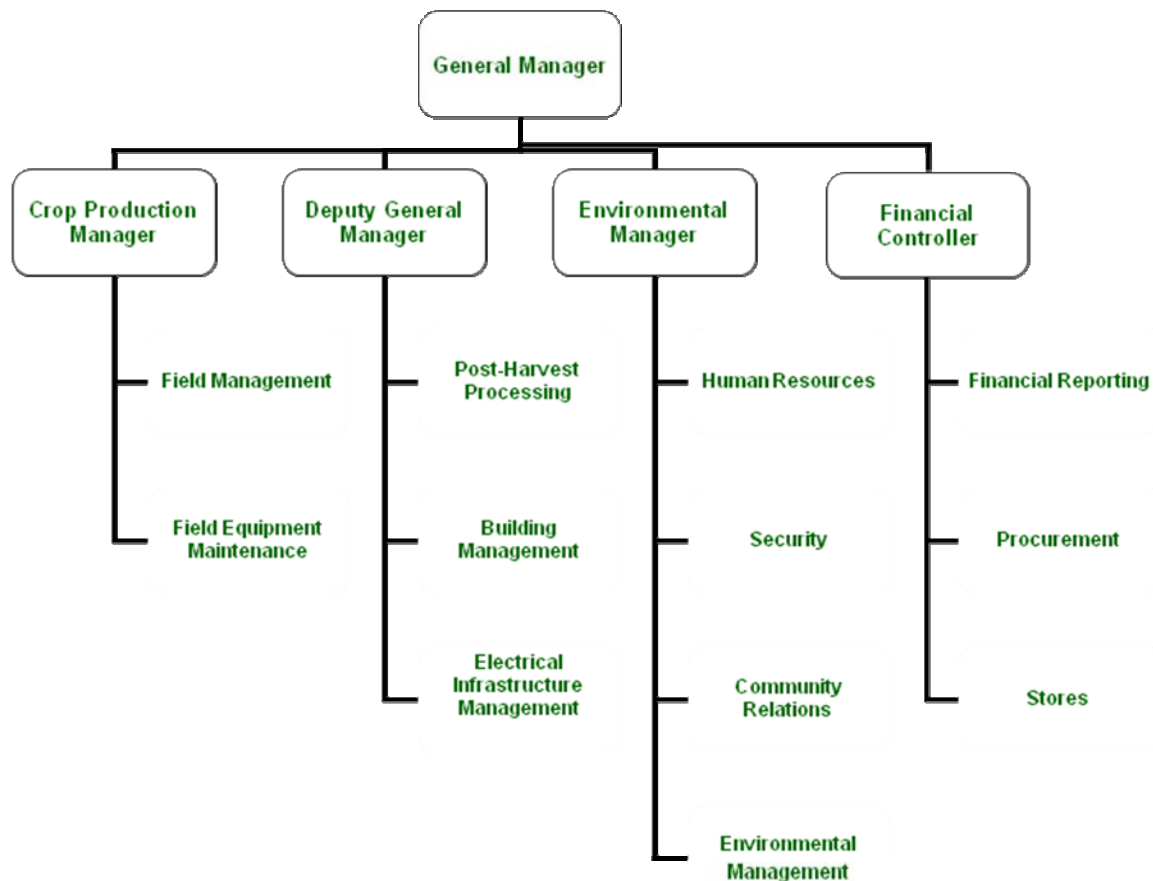 General Manager
Crop Production
Manager
Deputy General
Manager
Environmental
Manager
Financial
Controller
Field Management
Post-Harvest
Processing
Human Resources
Financial Reporting
Field Equipment
Maintenance
Building
Management
Security
Procurement
Electrical
Infrastructure
Management
Community
Relations
Stores
Environmental
Management